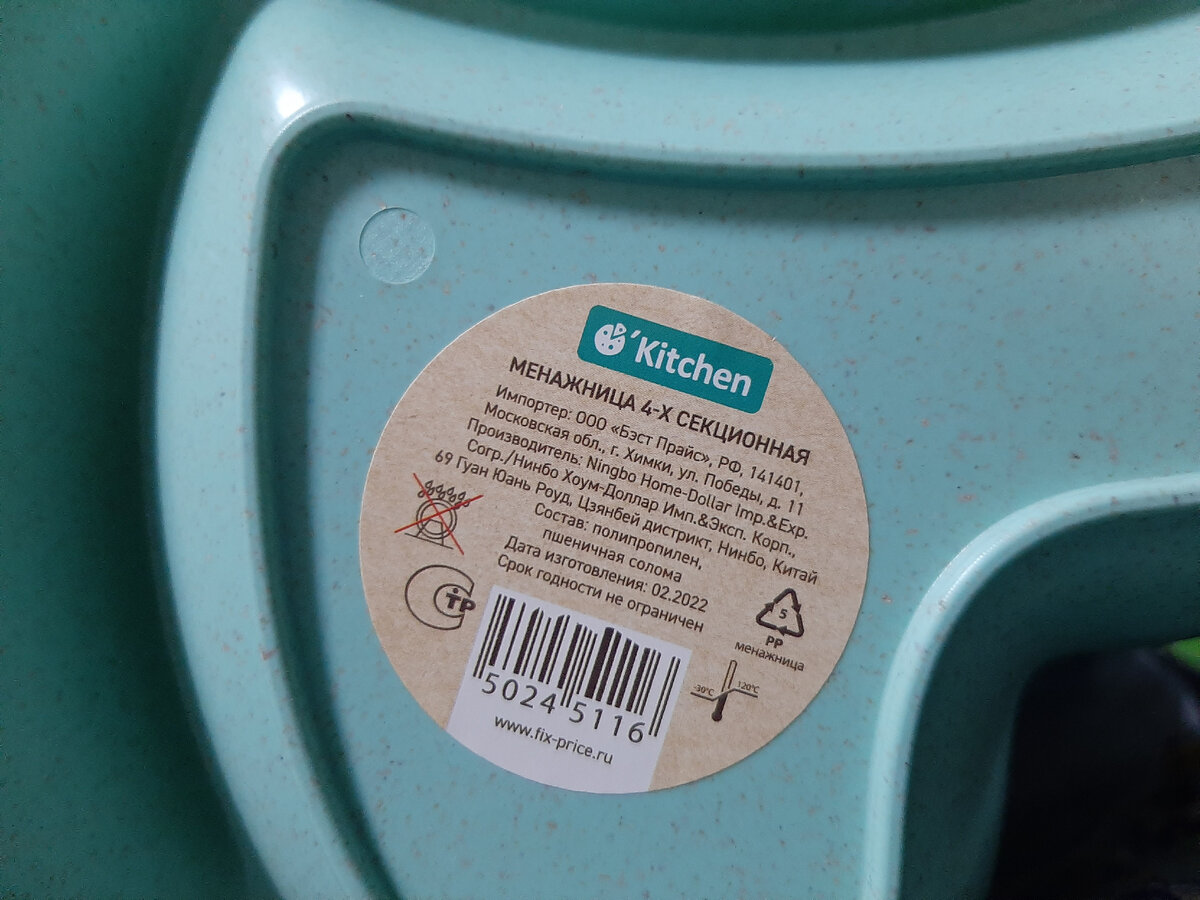 'Kitchen
МЕНАЖНИЦА 4-Х СЕКЦИОННАЯ
Импортер: ООО «Бэст Прайс», РФ, 141401,
Московская обл., г. Химки, ул. Победы, д. 11
Производитель: Ningbo Home-Dollar Imp.&Exp.
Corp./Нинбо Хоум-Доллар Имп.&Эксп. Корп.,
69 Гуан Юань Роуд, Цзянбей дистрикт, Нинбо, Китай
Состав: полипропилен,
пшеничная солома
Дата изготовления: 02.2022
Срок годности не ограничен
СТР
5
PP
менажница
-30°C
120°C
5024 5116
www.fix-price.ru